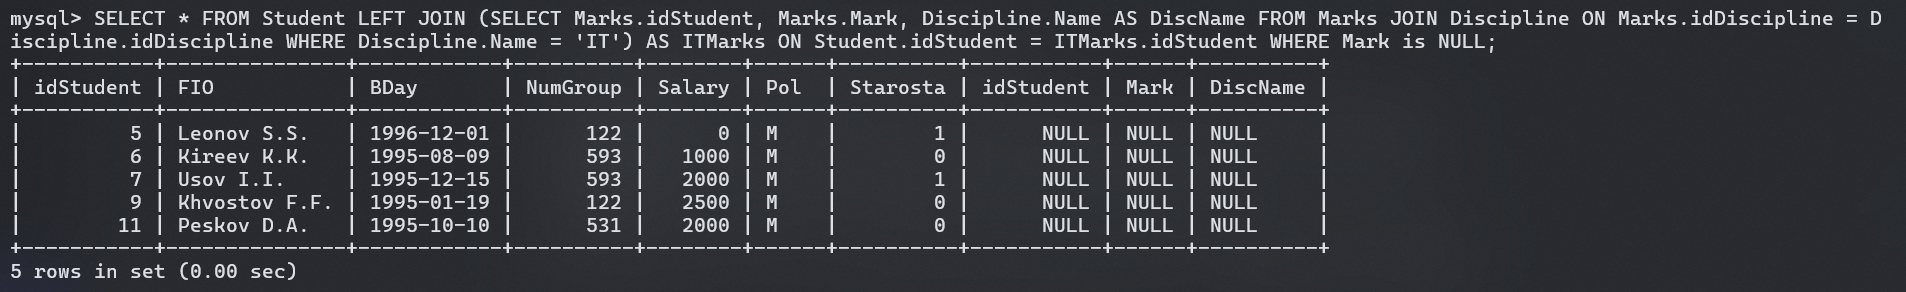 mysql> SELECT * FROM Student LEFT JOIN (SELECT Marks.idStudent, Marks.Mark, Discipline.Name AS DiscName FROM Marks JOIN Discipline ON Marks.idDiscipline = D
iscipline.idDiscipline WHERE Discipline.Name = 'IT') AS ITMarks ON Student.idStudent = ITMarks.idStudent WHERE Mark is NULL;
+-----------+---------------+------------+----------+--------+------+----------+-----------+------+----------+
| idStudent | FIO           | BDay       | NumGroup | Salary | Pol  | Starosta | idStudent | Mark | DiscName |
+-----------+---------------+------------+----------+--------+------+----------+-----------+------+----------+
|         5 | Leonov S.S.   | 1996-12-01 |      122 |      0 | M    |        1 |      NULL | NULL | NULL     |
|         6 | Kireev K.K.   | 1995-08-09 |      593 |   1000 | M    |        0 |      NULL | NULL | NULL     |
|         7 | Usov I.I.     | 1995-12-15 |      593 |   2000 | M    |        1 |      NULL | NULL | NULL     |
|         9 | Khvostov F.F. | 1995-01-19 |      122 |   2500 | M    |        0 |      NULL | NULL | NULL     |
|        11 | Peskov D.A.   | 1995-10-10 |      531 |   2000 | M    |        0 |      NULL | NULL | NULL     |
+-----------+---------------+------------+----------+--------+------+----------+-----------+------+----------+
5 rows in set (0.00 sec)